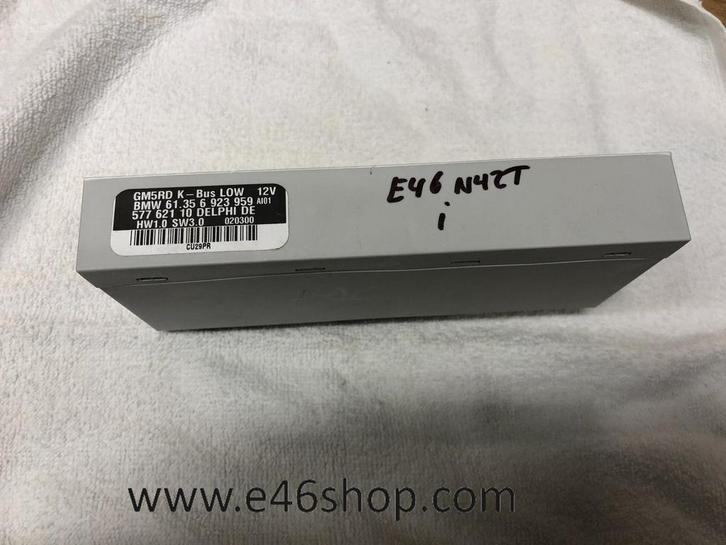 GM5RD K-Bus LOW 12V
BMW 61.35 6 923 959 AI01
577 621 10 DELPHI DE
HW1.0 SW3.0 020300
CU29PR
E46 N42T
i
www.e46shop.com